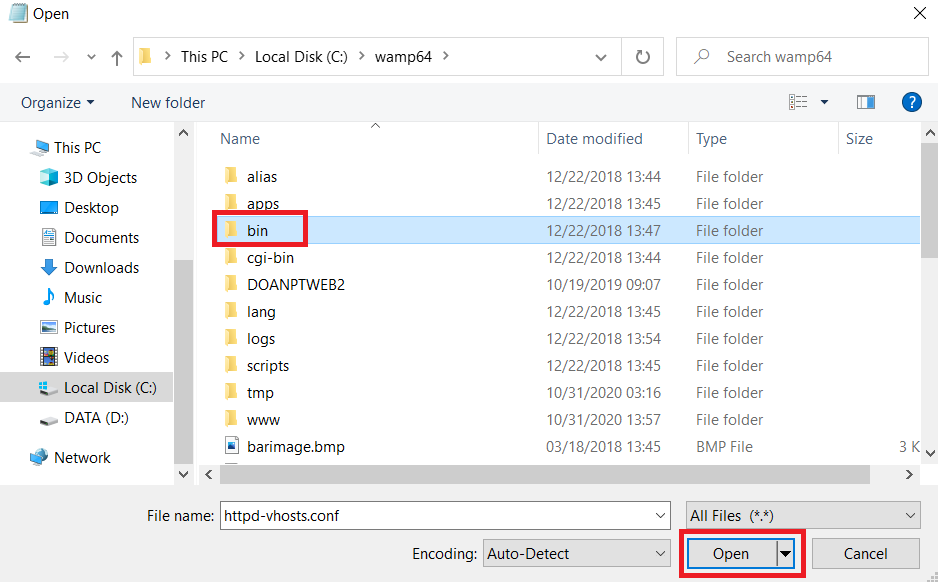 Open
This PC > Local Disk (C:) > wamp64 >
Search wamp64
Organize
New folder
?
Name Date modified Type Size
This PC
3D Objects
Desktop
Documents
Downloads
Music
Pictures
Videos
Local Disk (C:)
DATA (D:)
Network
alias 12/22/2018 13:44 File folder
apps 12/22/2018 13:45 File folder
bin 12/22/2018 13:47 File folder
cgi-bin 12/22/2018 13:44 File folder
DOANPTWEB2 10/19/2019 09:07 File folder
lang 12/22/2018 13:45 File folder
logs 12/22/2018 13:54 File folder
scripts 12/22/2018 13:45 File folder
tmp 10/31/2020 03:16 File folder
www 10/31/2020 13:57 File folder
barimage.bmp 03/18/2018 13:45 BMP File 3 K
File name: httpd-vhosts.conf All Files (*.*)
Encoding: Auto-Detect Open Cancel